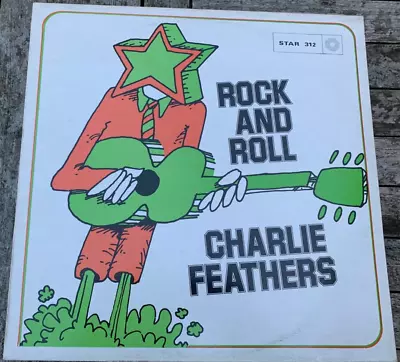 STAR 312
ROCK
AND
ROLL
CHARLIE
FEATHERS